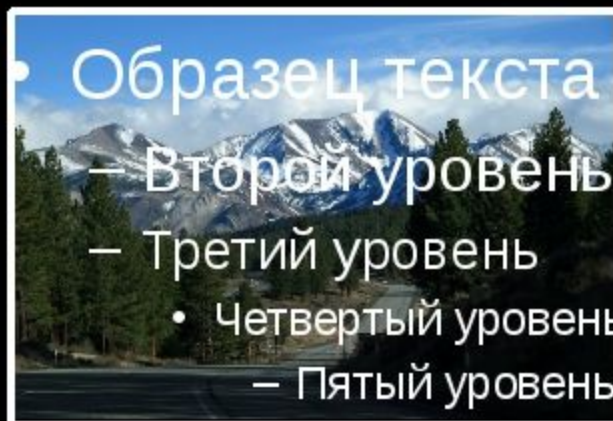 • Образец текста
– Второй уровень
– Третий уровень
• Четвертый уровень
– Пятый уровень